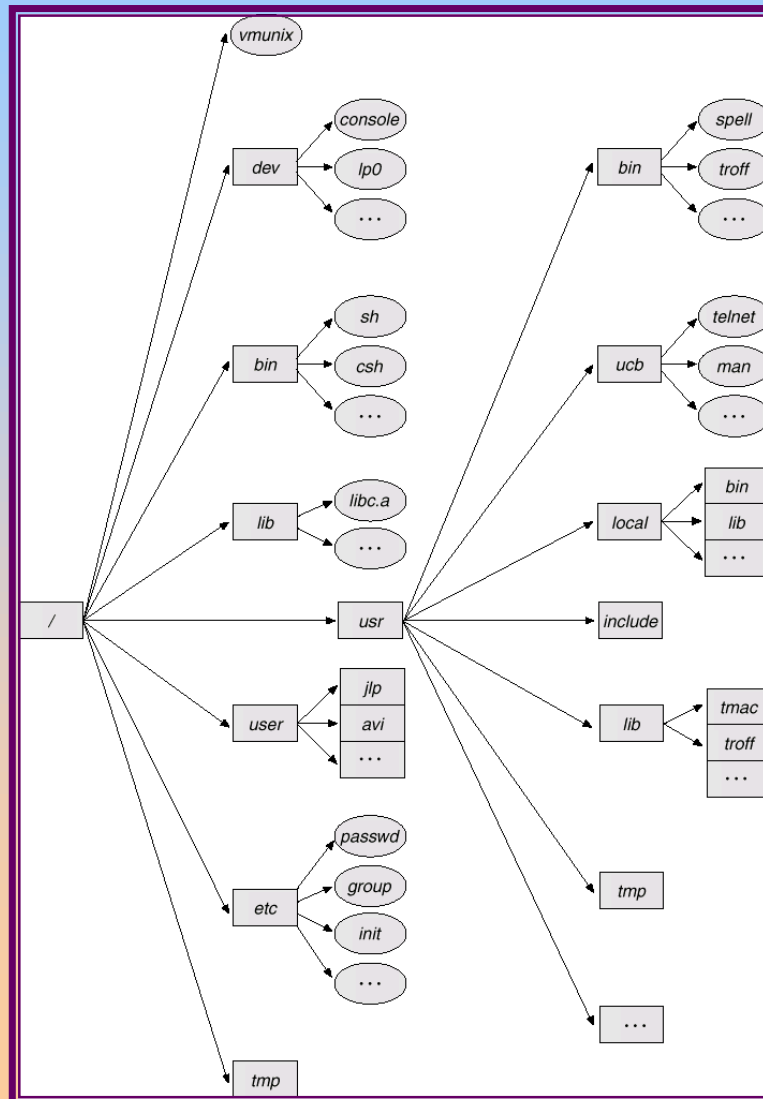 vmunix
dev
console
lp0
...
bin
sh
csh
...
lib
libc.a
...
/
usr
user
jlp
avi
...
etc
passwd
group
init
...
tmp
bin
spell
troff
...
ucb
telnet
man
...
local
bin
lib
...
include
lib
tmac
troff
...
tmp
...